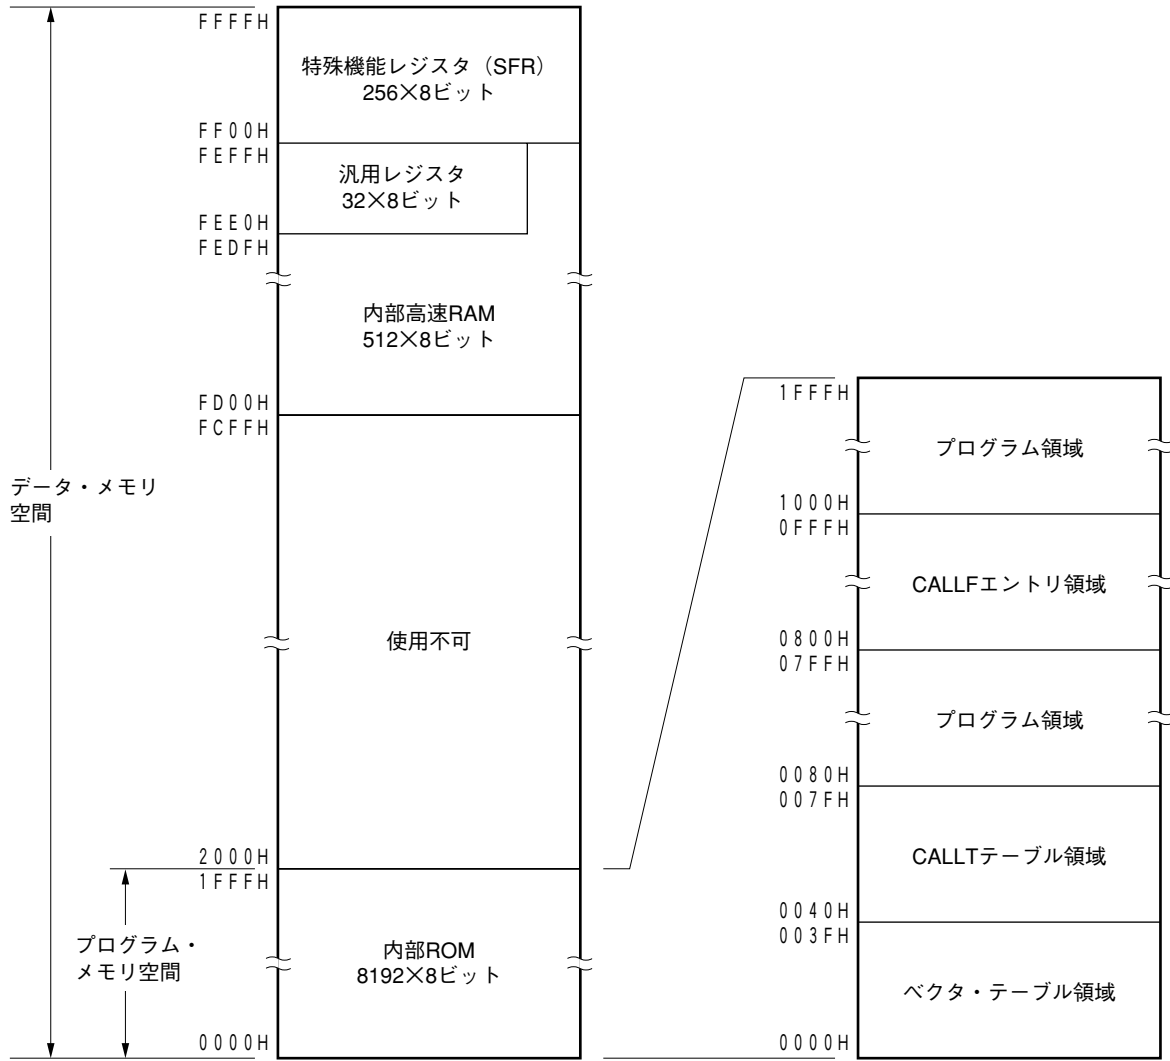 FFFFH
特殊機能レジスタ（SFR）
256×8ビット
FF00H
FEFFH
汎用レジスタ
32×8ビット
FEE0H
FEDFH
内部高速RAM
512×8ビット
FD00H
FCFFH
データ・メモリ
空間
使用不可
2000H
1FFFH
プログラム・
メモリ空間
内部ROM
8192×8ビット
0000H
1FFFH
プログラム領域
1000H
0FFFH
CALLFエントリ領域
0800H
07FFH
プログラム領域
0080H
007FH
CALLTテーブル領域
0040H
003FH
ベクタ・テーブル領域
0000H